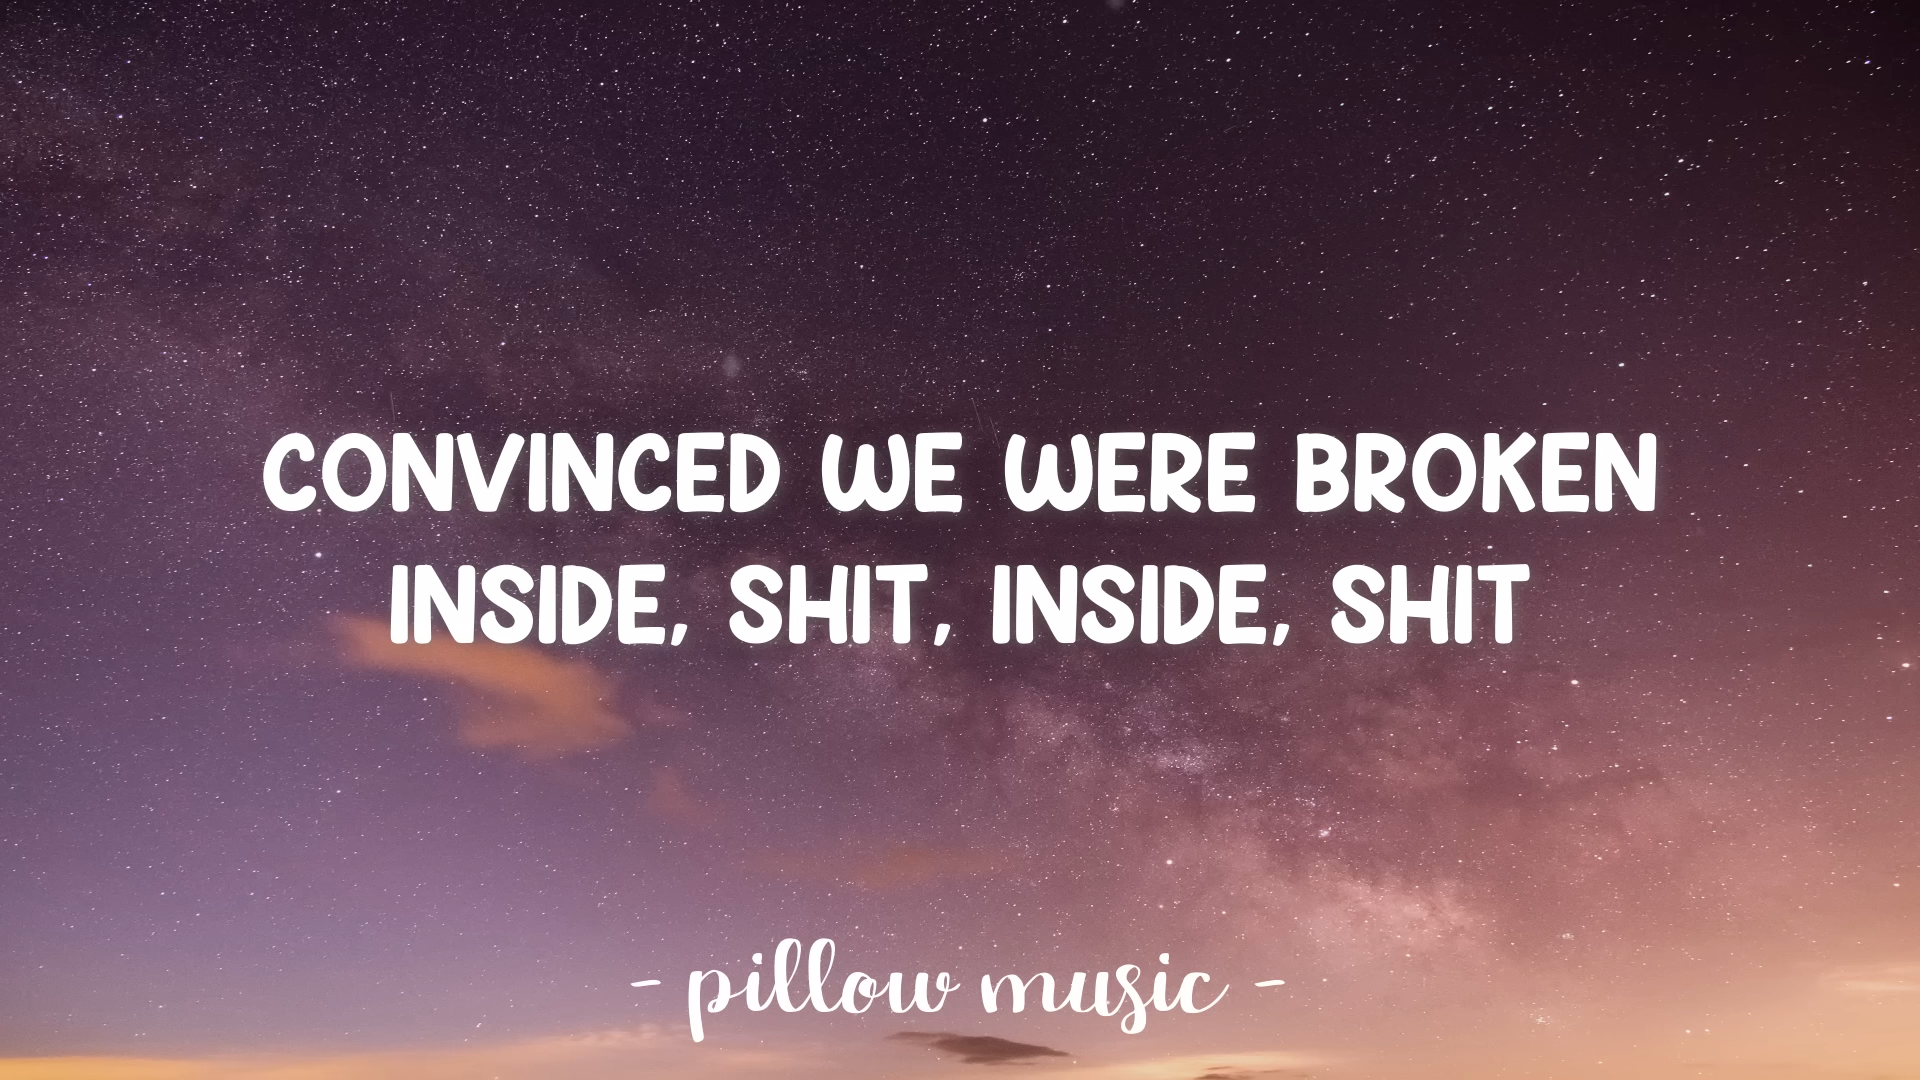 CONVINCED WE WERE BROKEN
INSIDE, SHIT, INSIDE, SHIT
- pillow music -